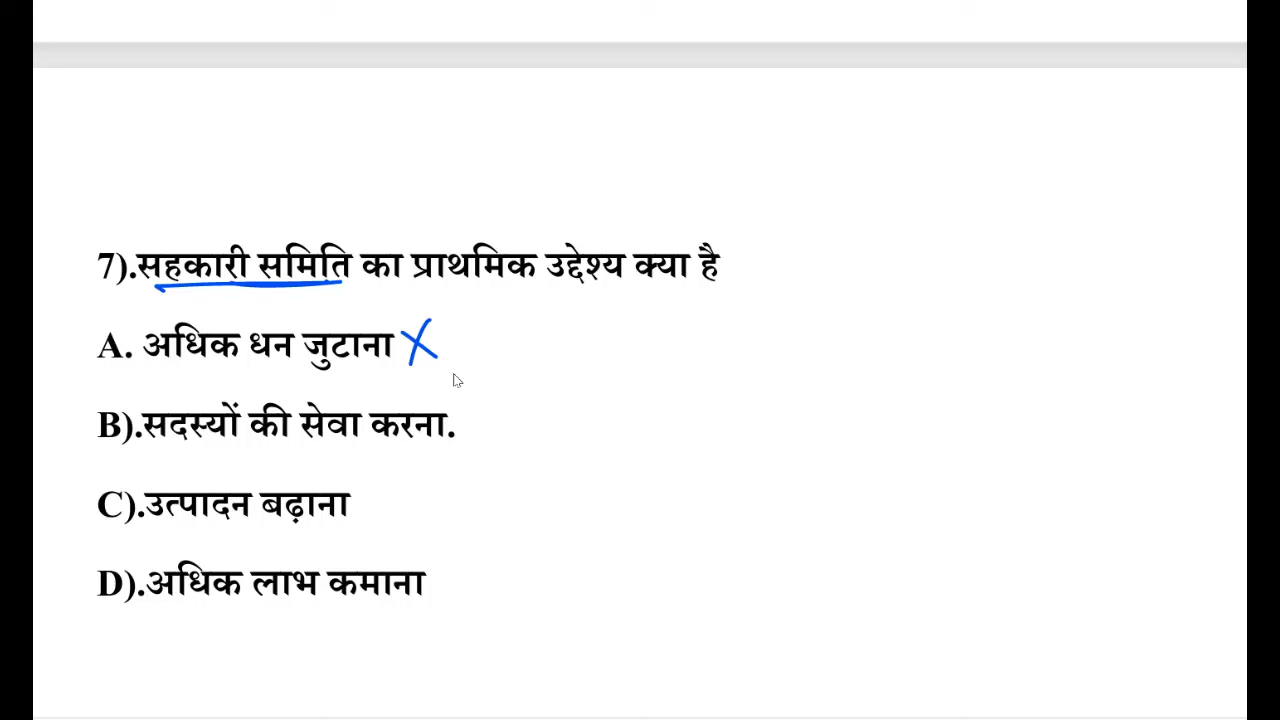 7).सहकारी समिति का प्राथमिक उद्देश्य क्या है
A. अधिक धन जुटाना
B).सदस्यों की सेवा करना.
C).उत्पादन बढ़ाना
D).अधिक लाभ कमाना